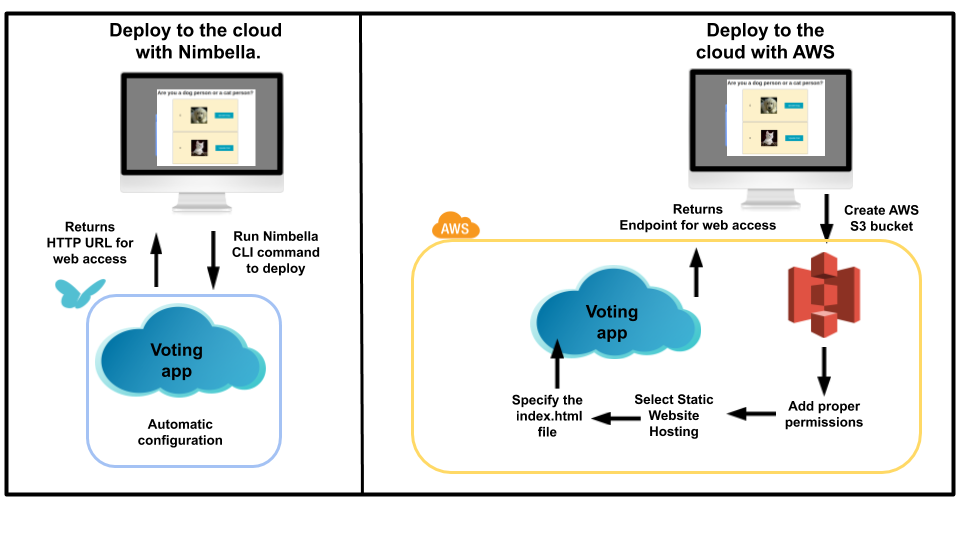 Deploy to the cloud
with Nimbella.
Are you a dog person or a cat person?
Returns
HTTP URL for
web access
Run Nimbella
CLI command
to deploy
Voting
app
Automatic
configuration
Deploy to the
cloud with AWS
Are you a dog person or a cat person?
Returns
Endpoint for web access
Create AWS
S3 bucket
AWS
Voting
app
Specify the
index.html
file
Select Static
Website
Hosting
Add proper
permissions